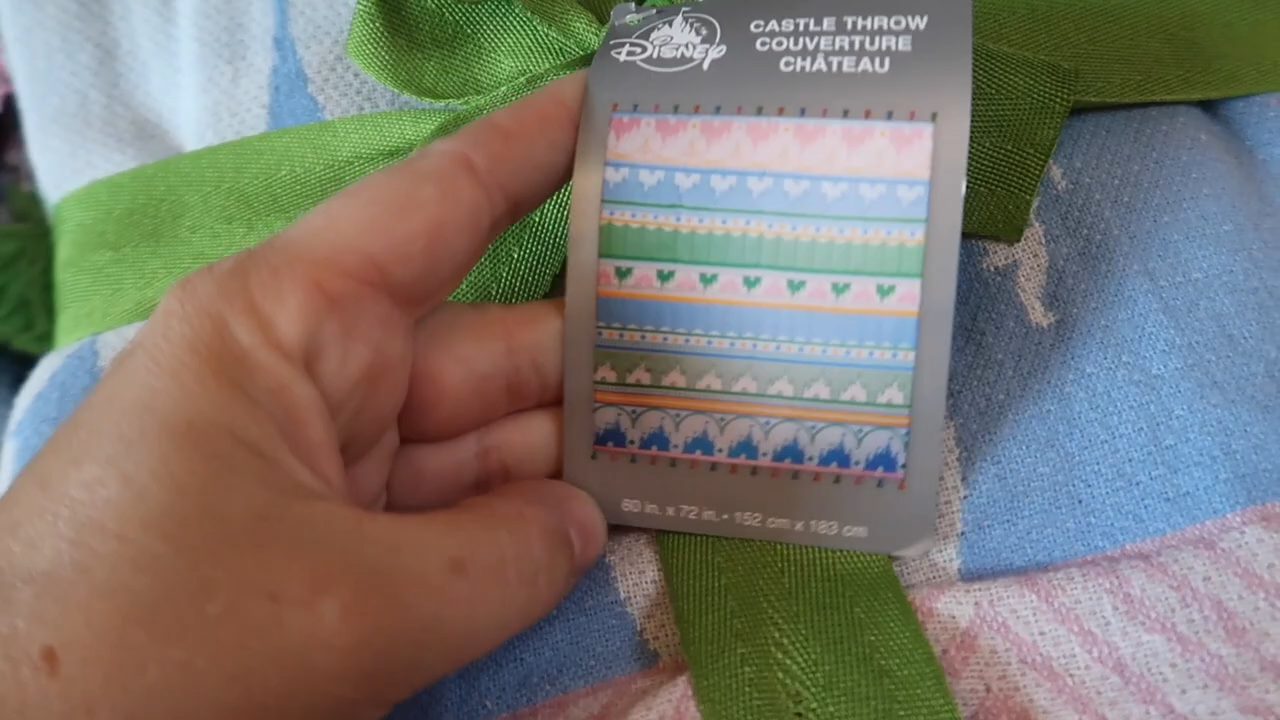 Disney
CASTLE THROW
COUVERTURE
CHÂTEAU
60 in. x 72 in. • 152 cm x 183 cm